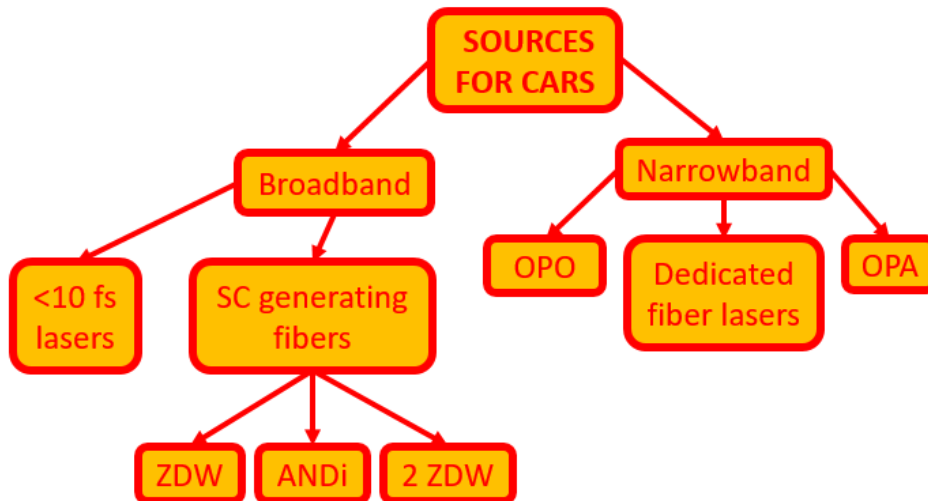 SOURCES
FOR CARS
Broadband
Narrowband
<10 fs
lasers
SC generating
fibers
OPO
Dedicated
fiber lasers
OPA
ZDW
ANDi
2 ZDW